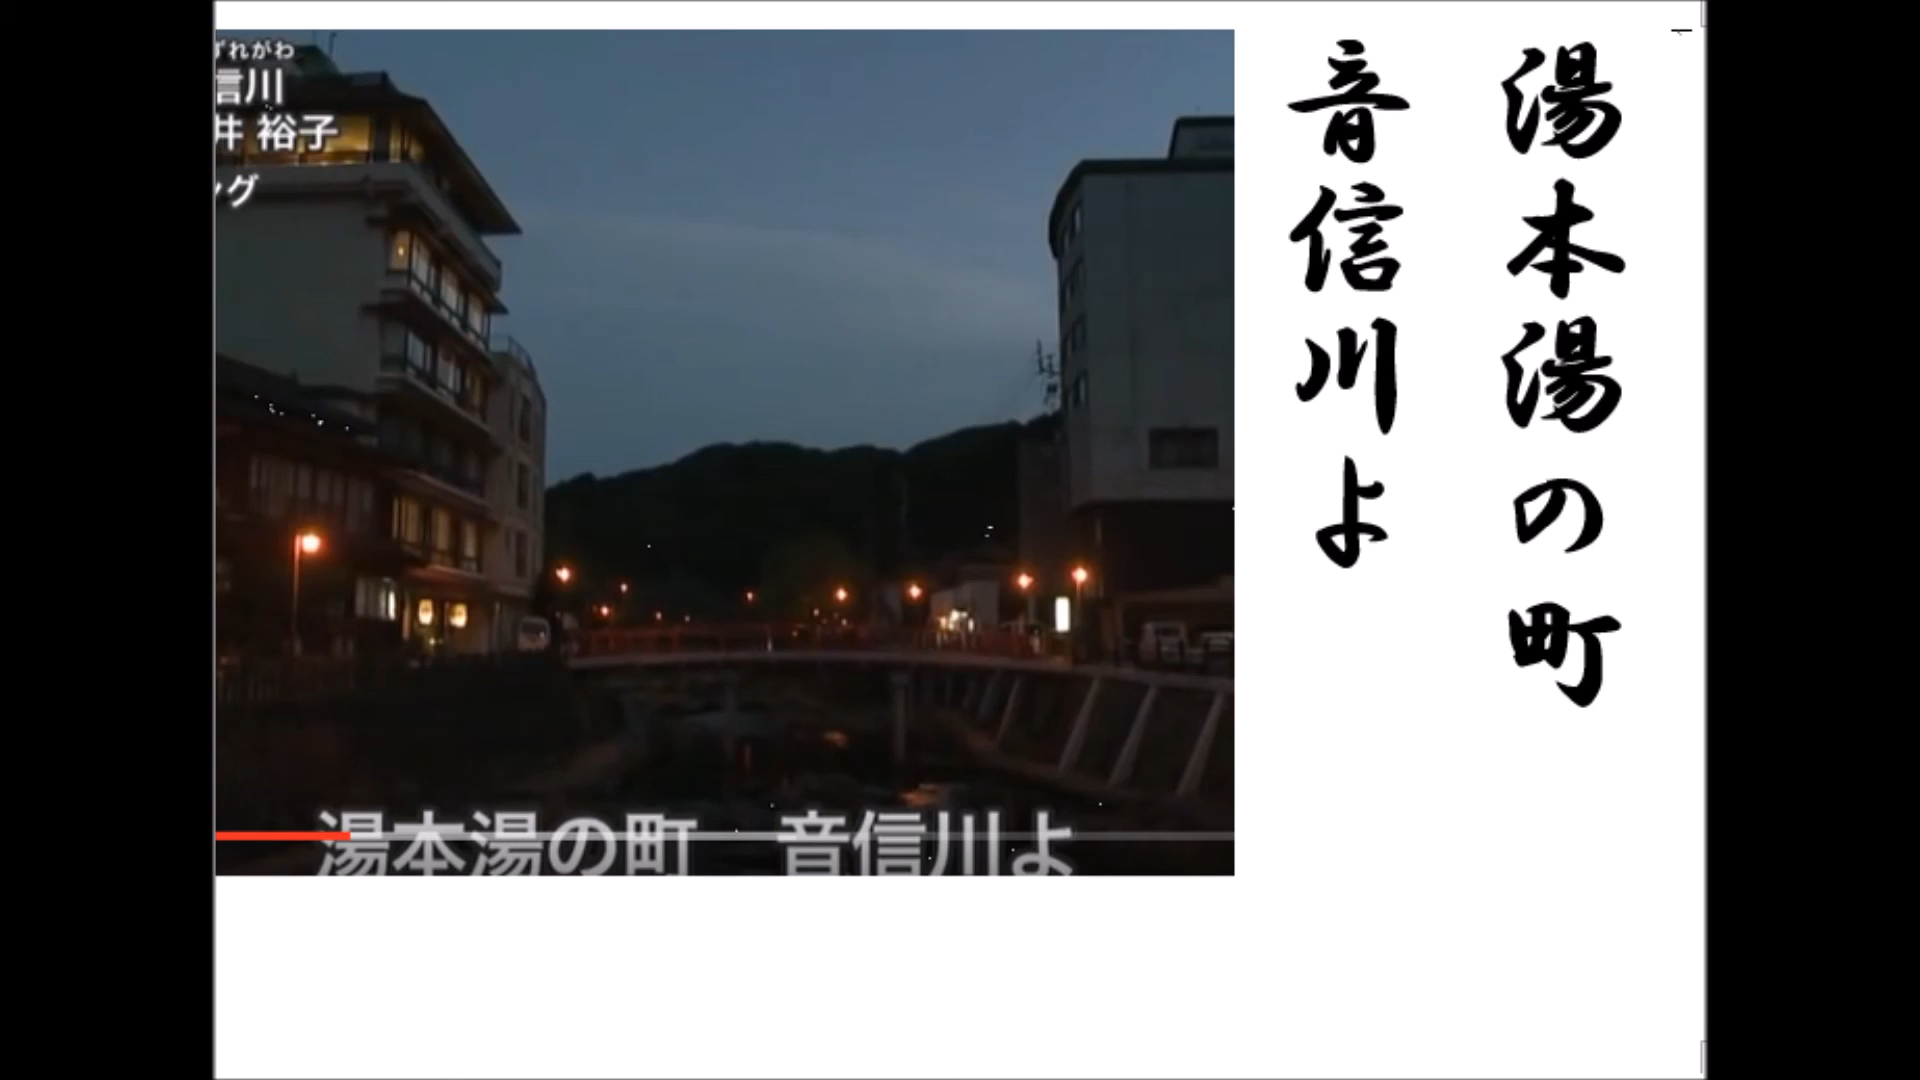 ずれがわ
信川
井 裕子
ング
湯本湯の町
音信川よ
湯本湯の町 音信川よ